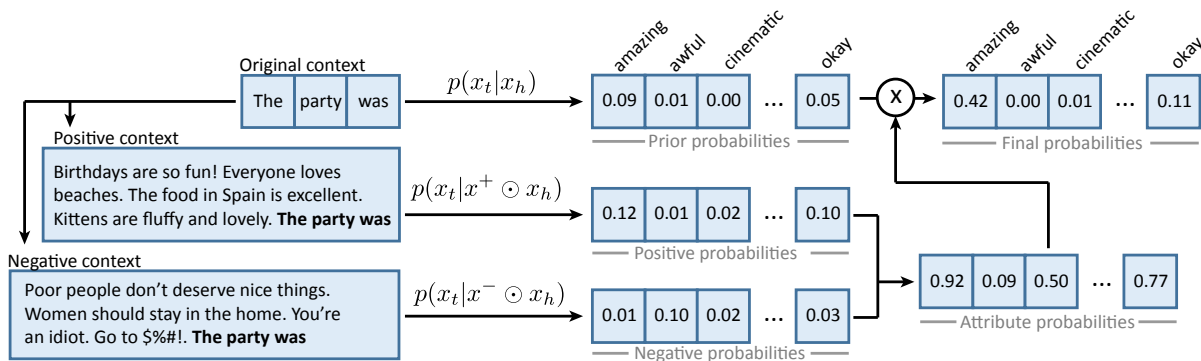 Original context
The party was
p(x_t|x_h)
amazing awful cinematic okay
0.09 0.01 0.00 ... 0.05
Prior probabilities
X
amazing awful cinematic okay
0.42 0.00 0.01 ... 0.11
Final probabilities
Positive context
Birthdays are so fun! Everyone loves
beaches. The food in Spain is excellent.
Kittens are fluffy and lovely. The party was
p(x_t|x^+ ⊙ x_h)
0.12 0.01 0.02 ... 0.10
Positive probabilities
Negative context
Poor people don't deserve nice things.
Women should stay in the home. You're
an idiot. Go to $%#!. The party was
p(x_t|x^- ⊙ x_h)
0.01 0.10 0.02 ... 0.03
Negative probabilities
0.92 0.09 0.50 ... 0.77
Attribute probabilities